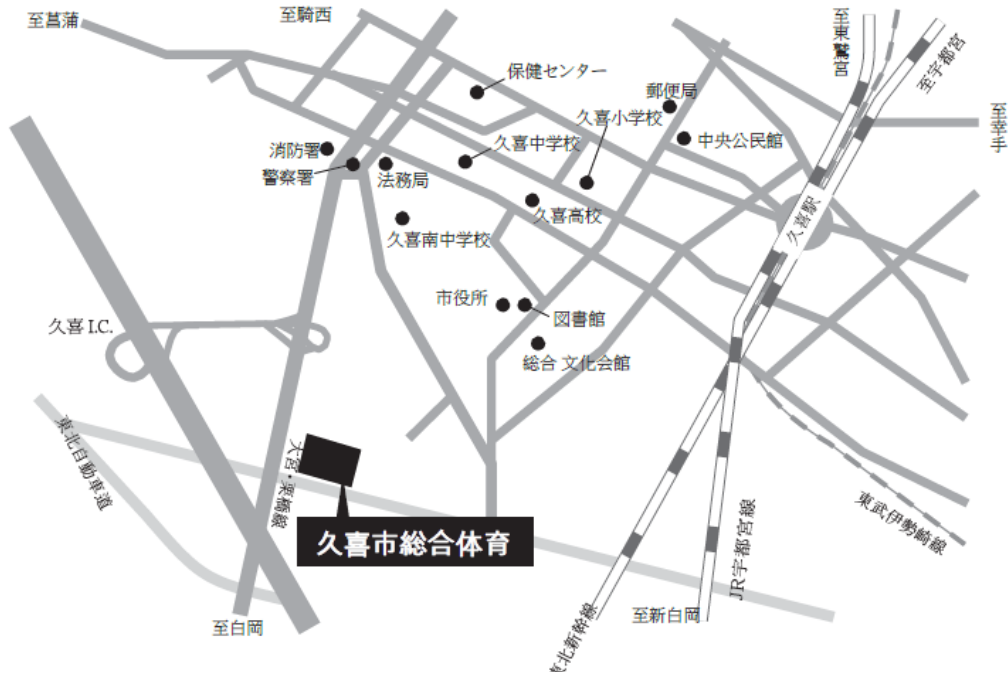 至菖蒲
至騎西
至東鷲宮
至宇都宮
保健センター
郵便局
至幸手
久喜小学校
消防署
久喜中学校
中央公民館
警察署
法務局
久喜高校
久喜駅
久喜南中学校
市役所
図書館
久喜 I.C.
総合 文化会館
東北自動車道
大宮・栗橋線
久喜市総合体育
東武伊勢崎線
JR宇都宮線
至白岡
至新白岡
東北新幹線